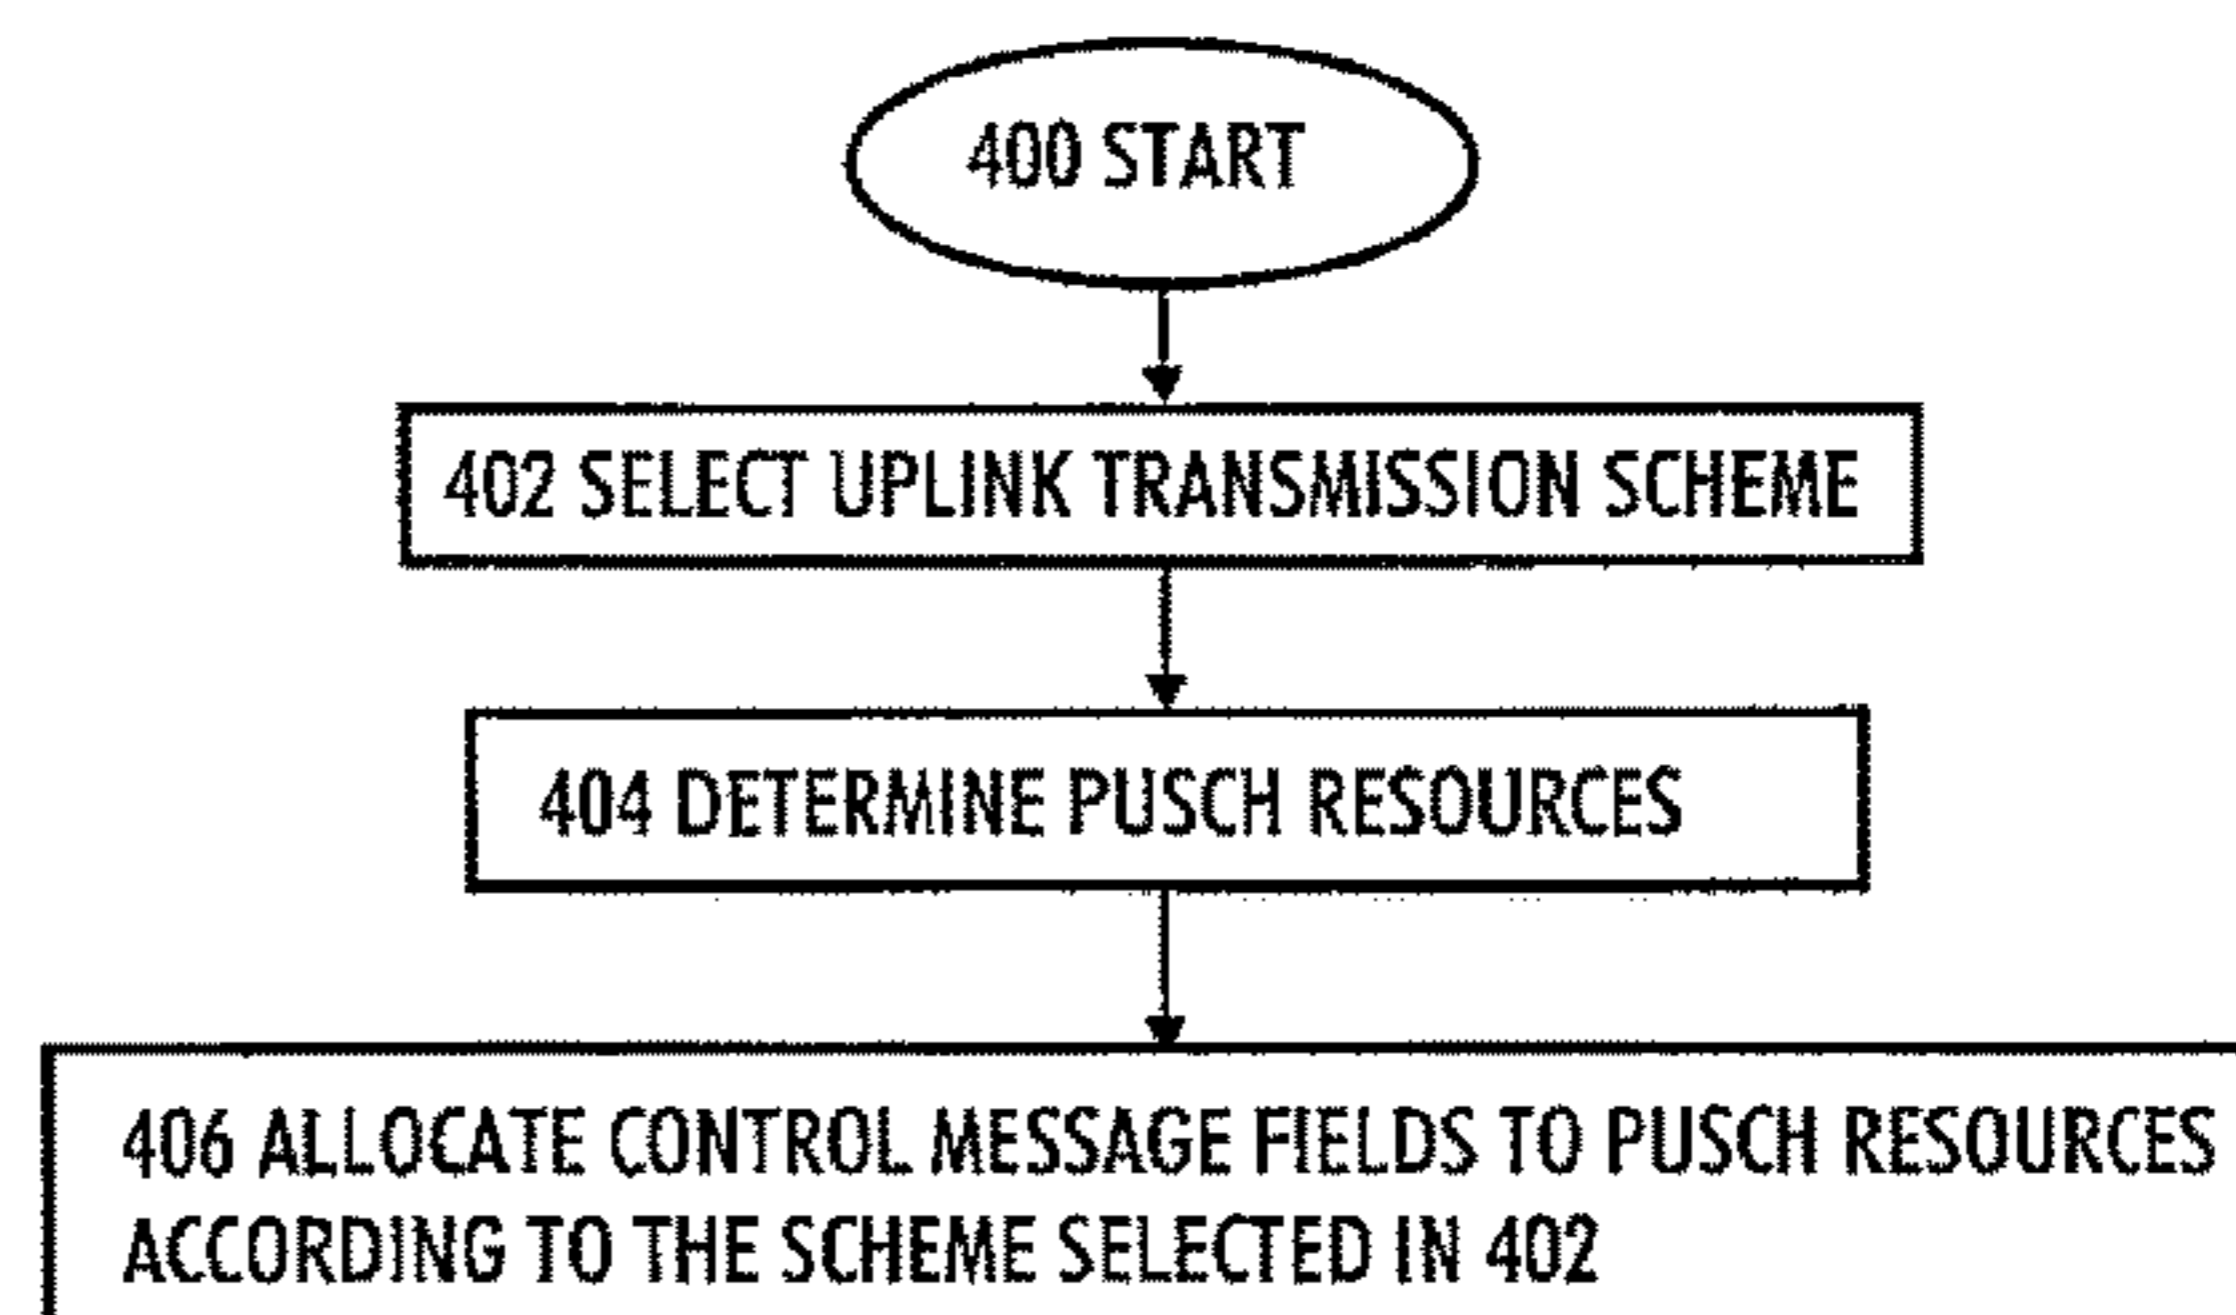 400 START
402 SELECT UPLINK TRANSMISSION SCHEME
404 DETERMINE PUSCH RESOURCES
406 ALLOCATE CONTROL MESSAGE FIELDS TO PUSCH RESOURCES
ACCORDING TO THE SCHEME SELECTED IN 402